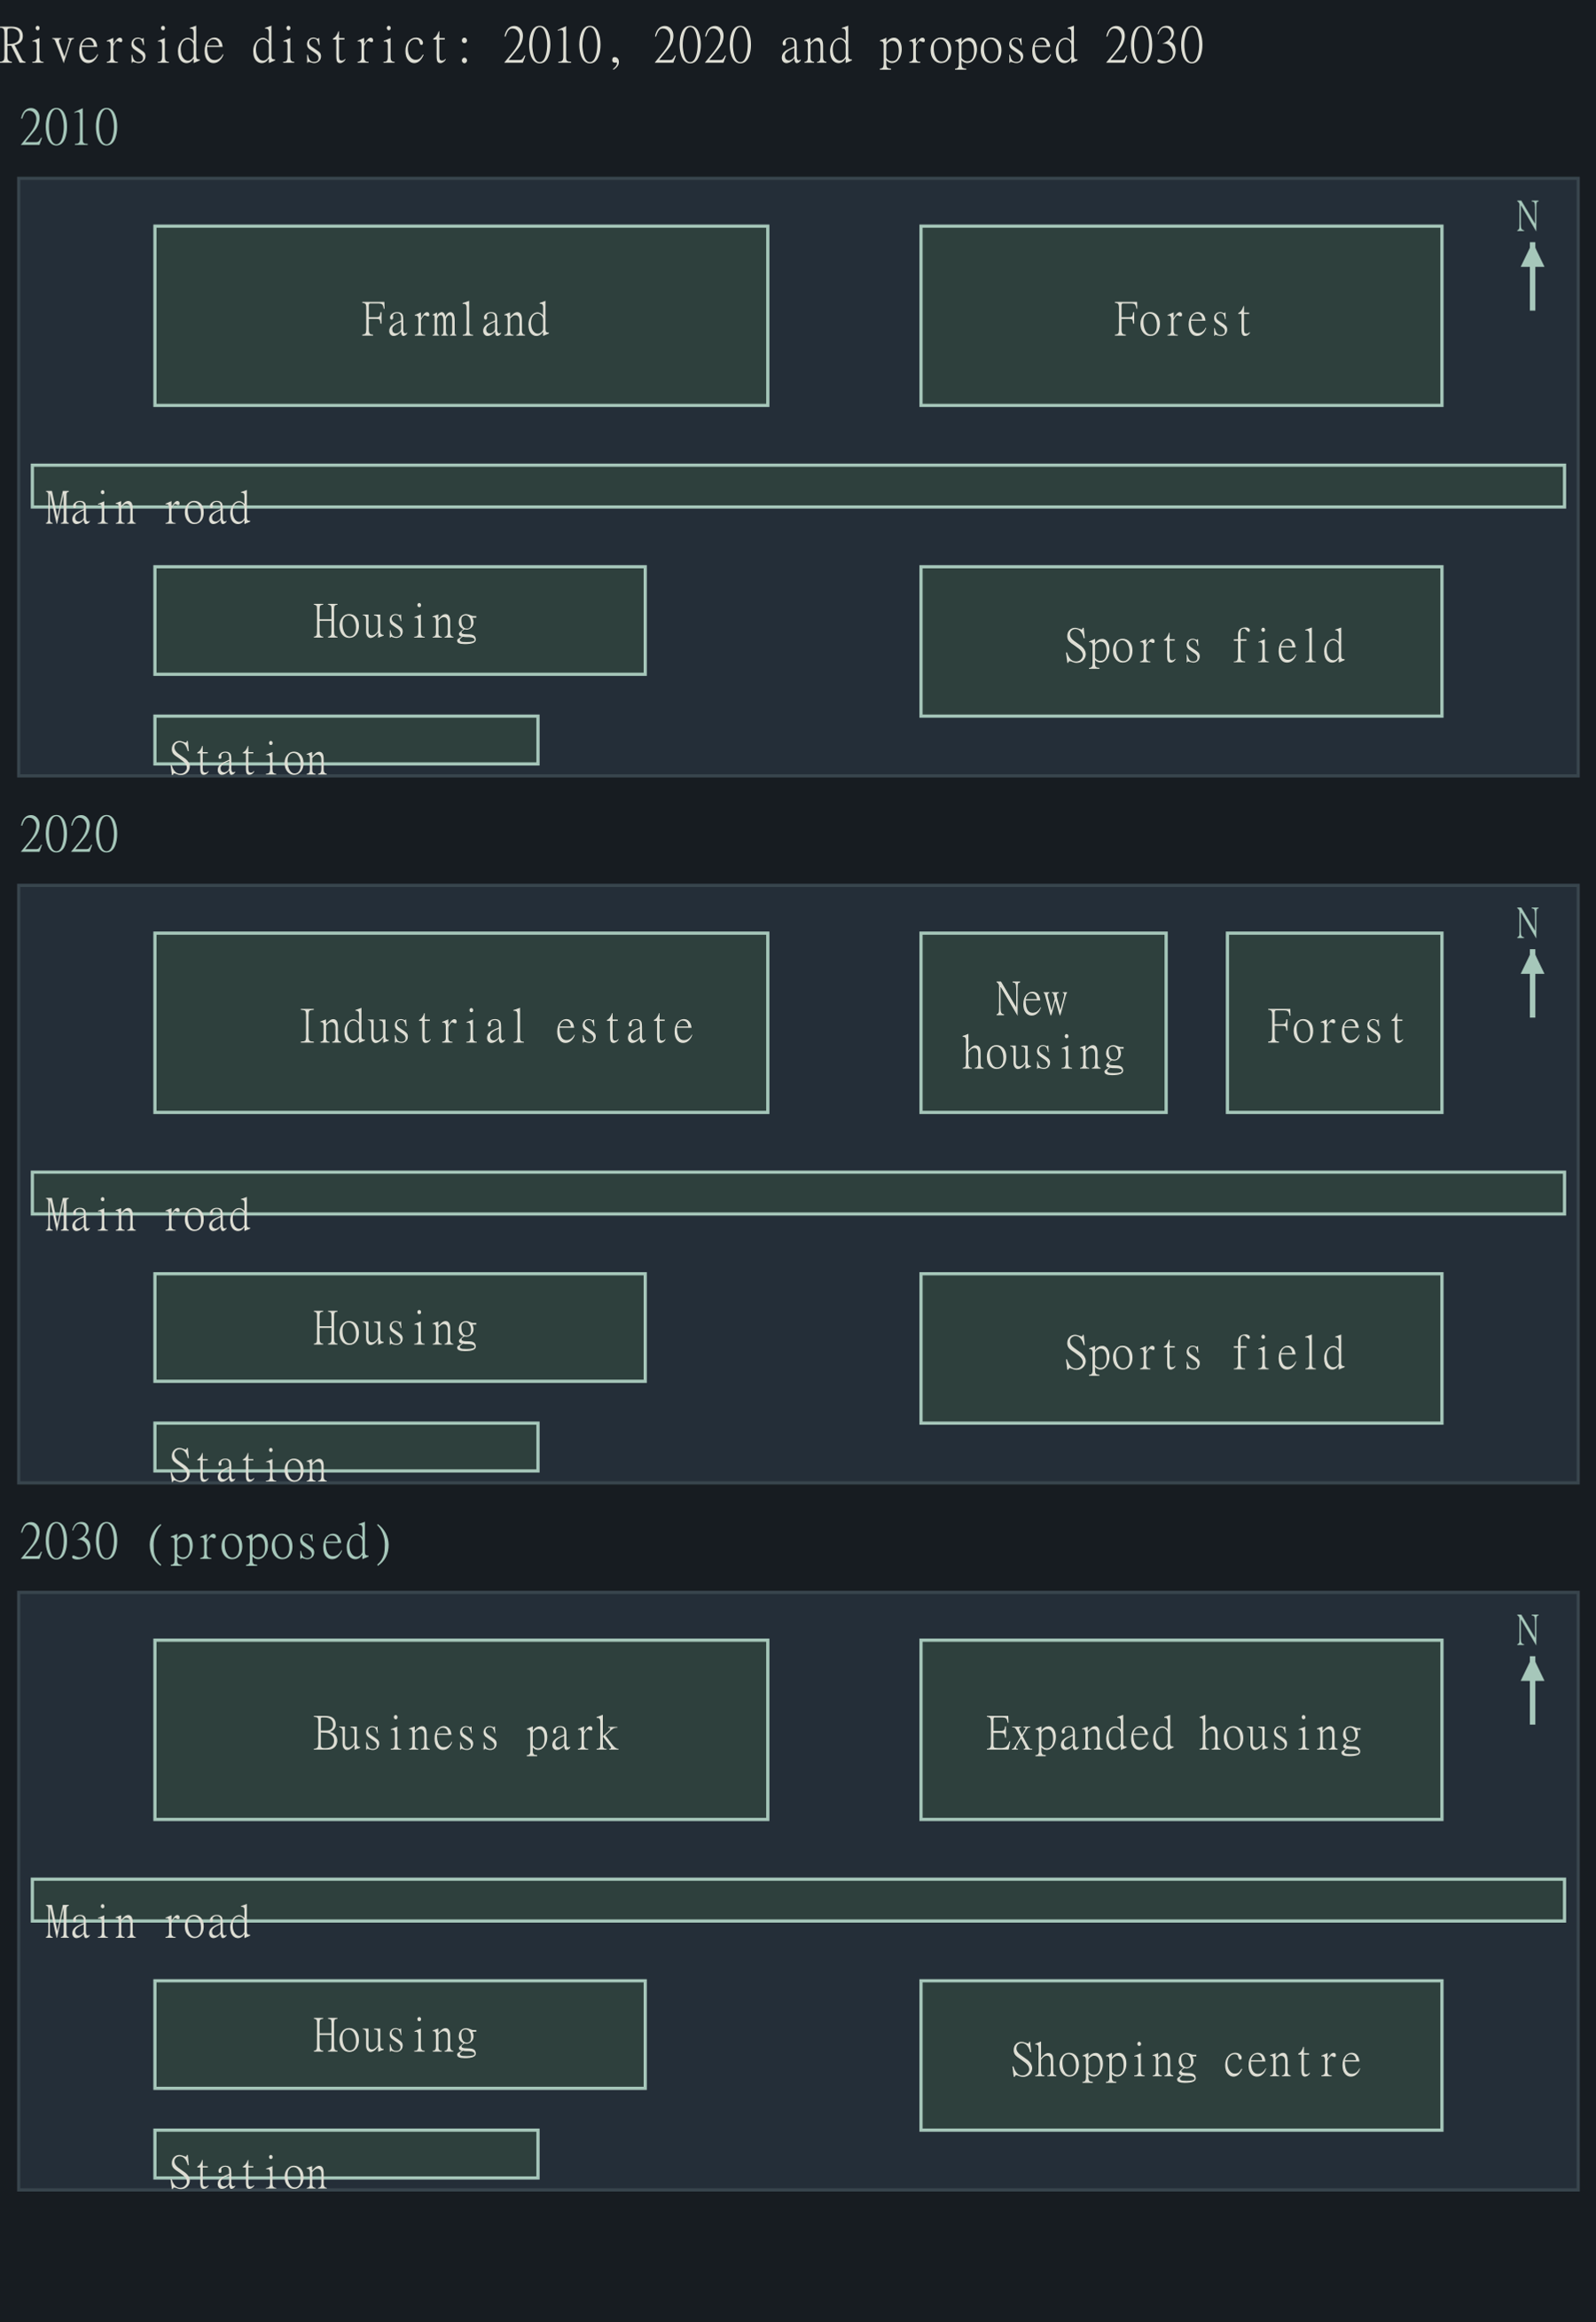 Riverside district: 2010, 2020 and proposed 2030
2010
N
Farmland
Forest
Main road
Housing
Sports field
Station
2020
N
Industrial estate
New
housing
Forest
Main road
Housing
Sports field
Station
2030 (proposed)
N
Business park
Expanded housing
Main road
Housing
Shopping centre
Station